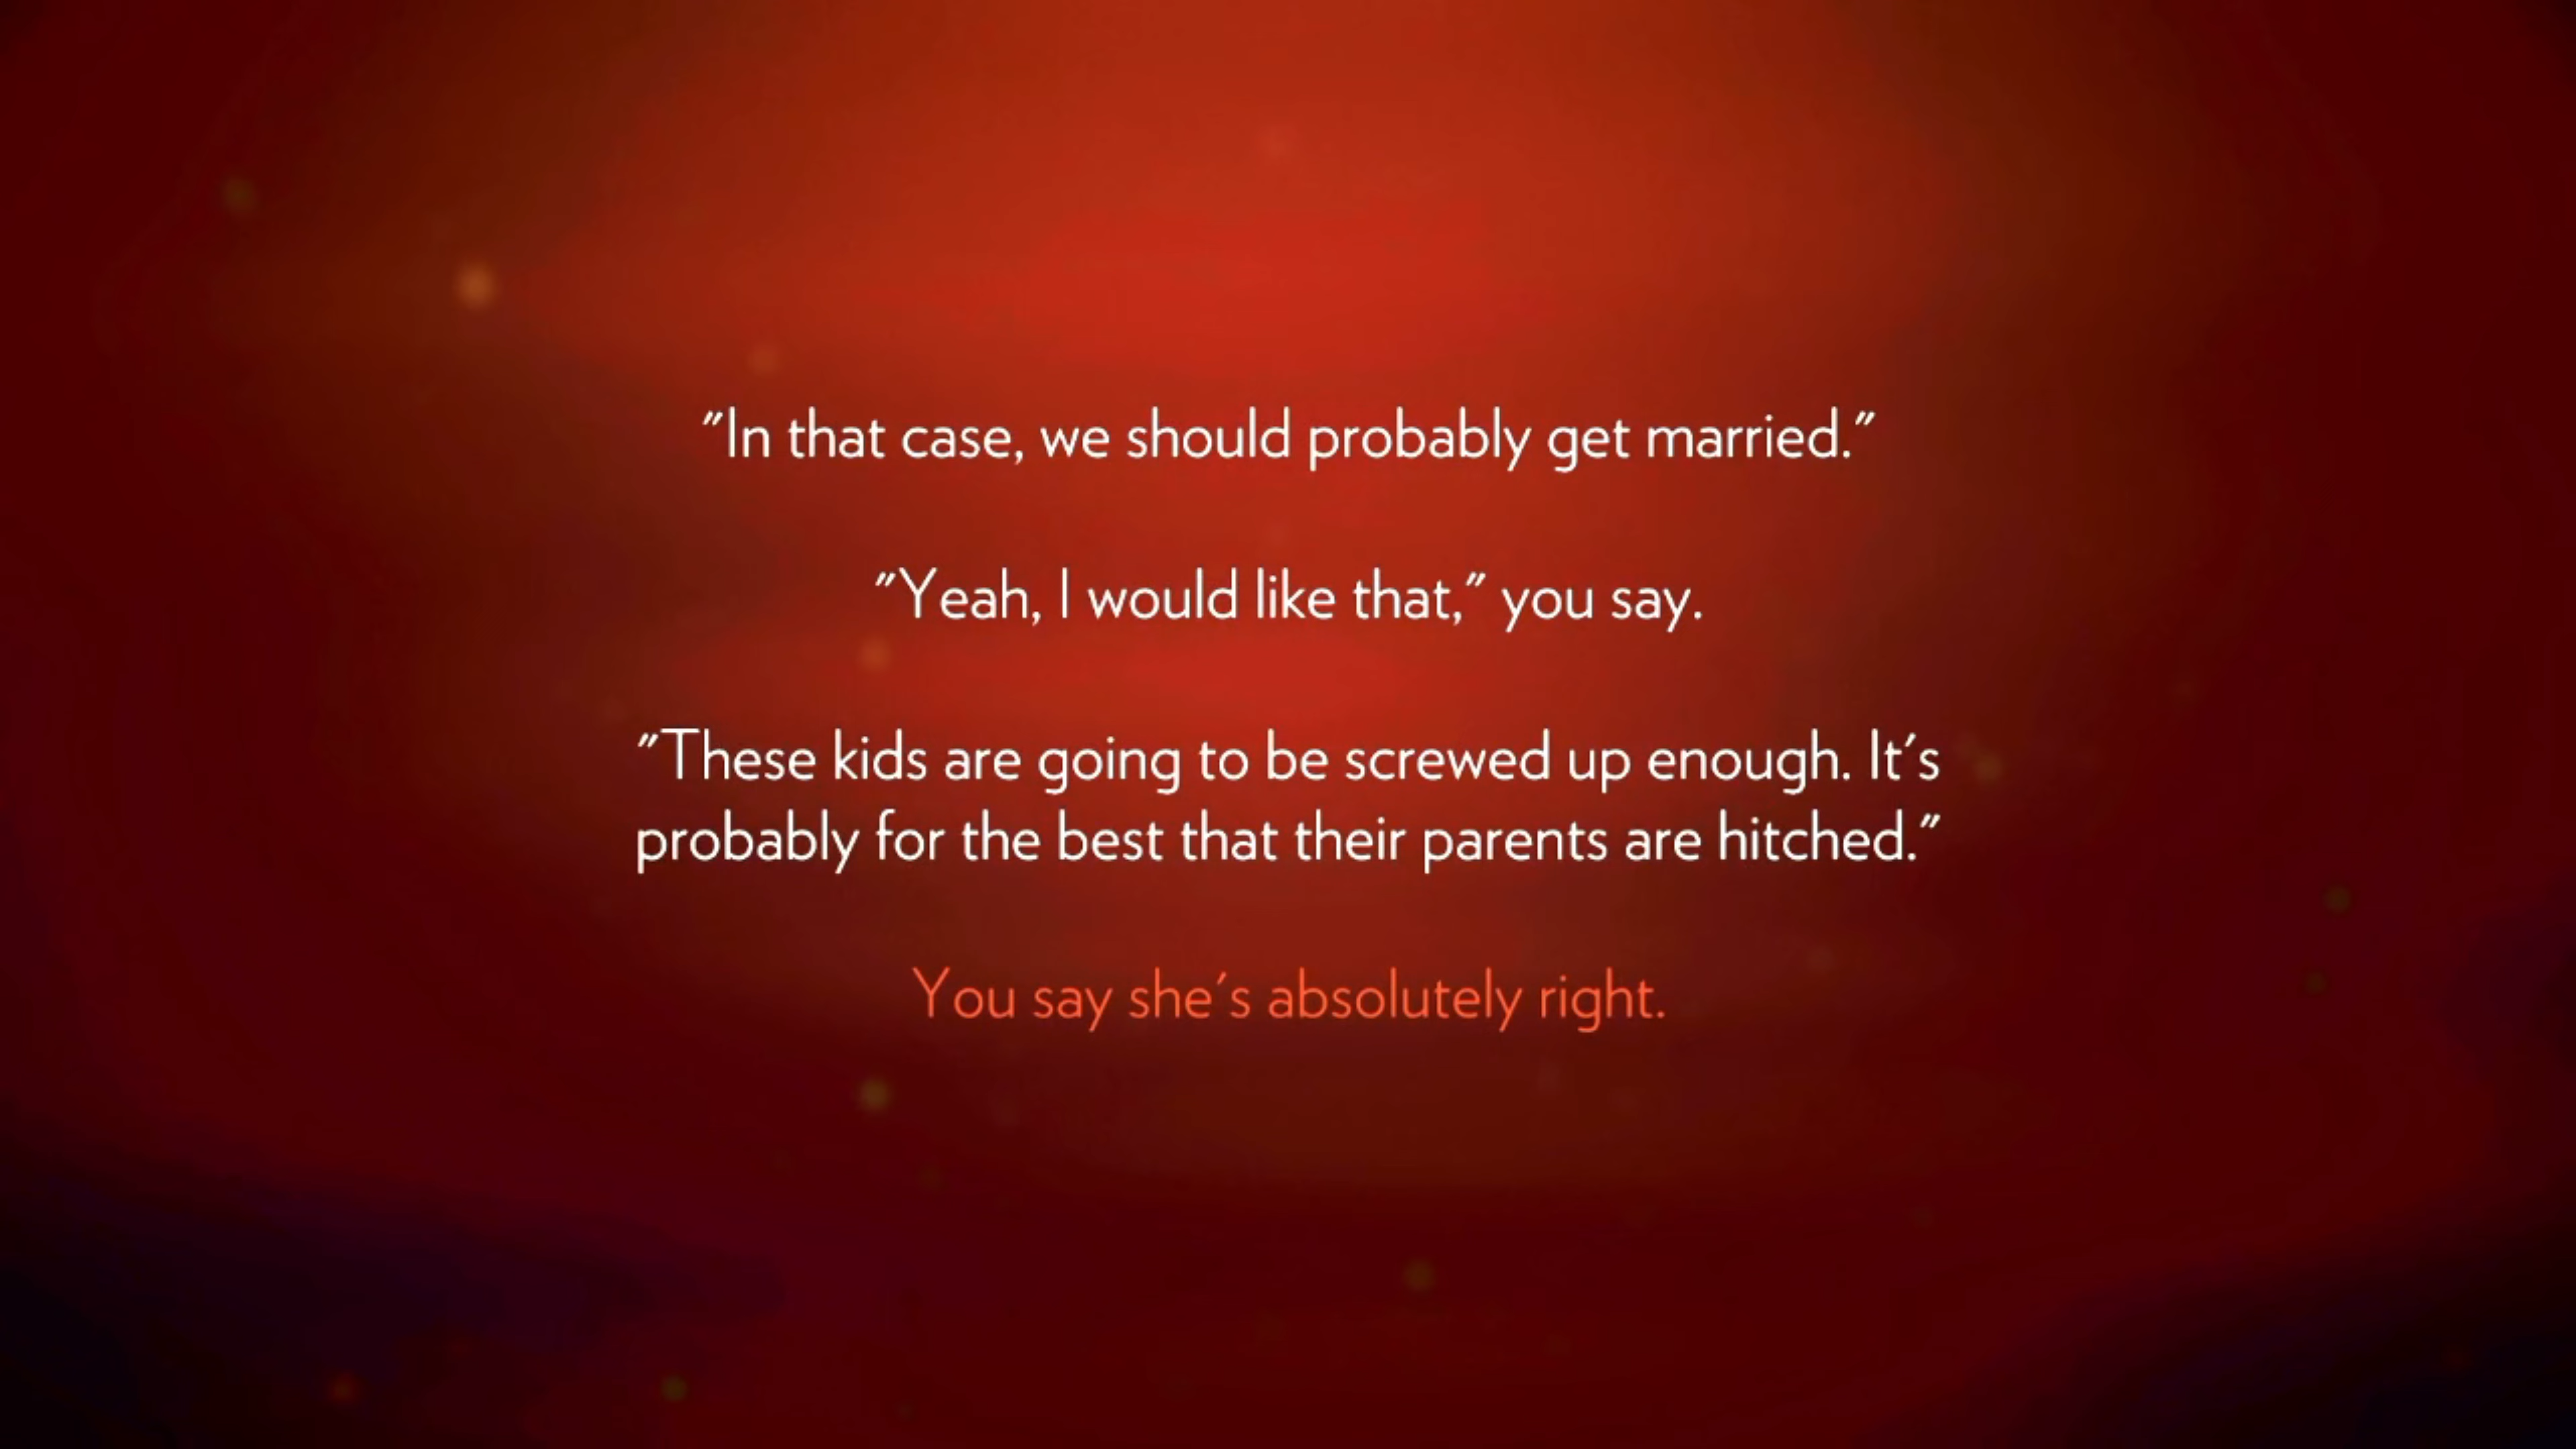 "In that case, we should probably get married."
"Yeah, I would like that," you say.
"These kids are going to be screwed up enough. It's
probably for the best that their parents are hitched."
You say she's absolutely right.